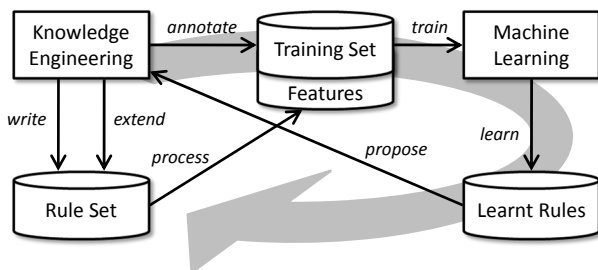 Knowledge
Engineering
annotate
Training Set
Features
train
Machine
Learning
write
extend
process
propose
learn
Rule Set
Learnt Rules